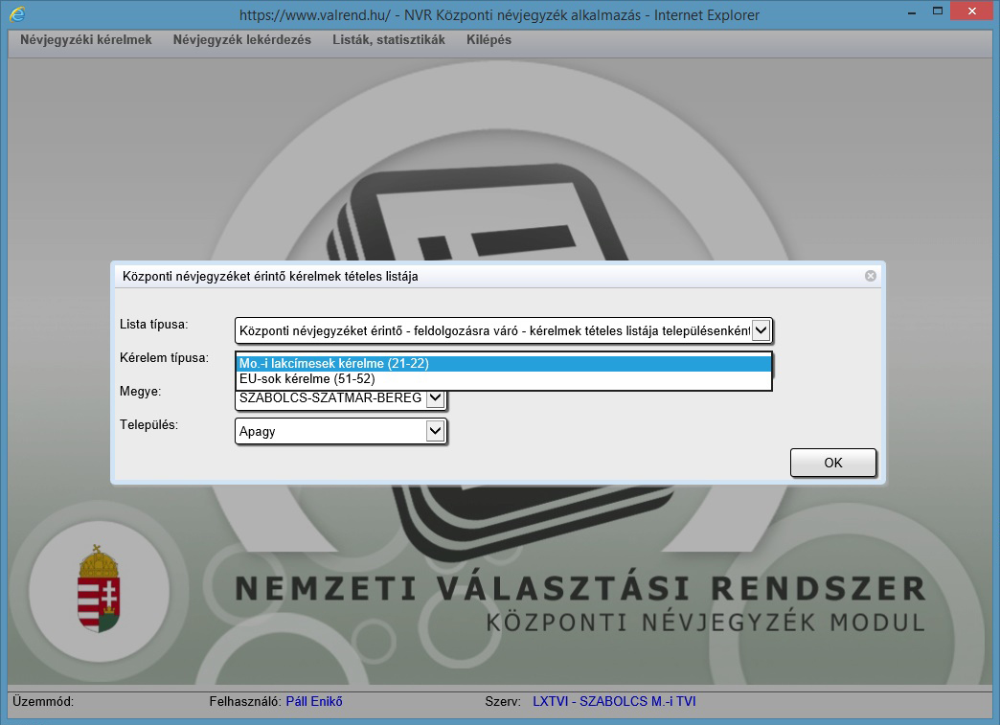 https://www.valrend.hu/ - NVR Központi névjegyzék alkalmazás - Internet Explorer
Névjegyzéki kérelmek Névjegyzék lekérdezés Listák, statisztikák Kilépés
Központi névjegyzéket érintő kérelmek tételes listája
Lista típusa: Központi névjegyzéket érintő - feldolgozásra váró - kérelmek tételes listája településenként
Kérelem típusa: Mo.-i lakcímesek kérelme (21-22)
EU-sok kérelme (51-52)
Megye: SZABOLCS-SZATMÁR-BEREG
Település: Apagy
OK
NEMZETI VÁLASZTÁSI RENDSZER
KÖZPONTI NÉVJEGYZÉK MODUL
Üzemmód: Felhasználó: Páll Enikő Szerv: LXTVI - SZABOLCS M.-i TVI